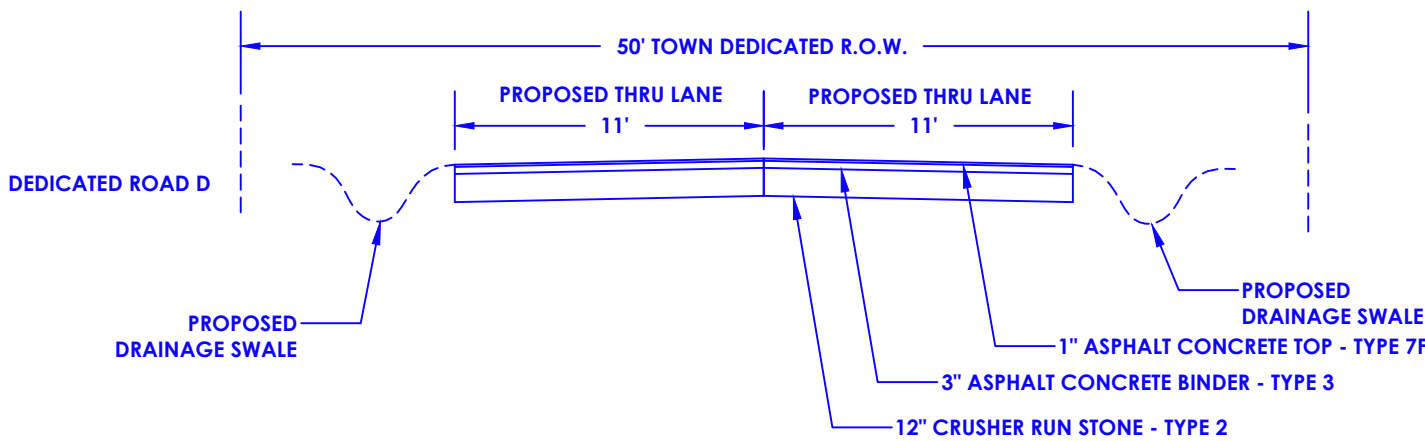 50' TOWN DEDICATED R.O.W.
PROPOSED THRU LANE
PROPOSED THRU LANE
11'
11'
DEDICATED ROAD D
PROPOSED
DRAINAGE SWALE
PROPOSED
DRAINAGE SWALE
1" ASPHALT CONCRETE TOP - TYPE 7F
3" ASPHALT CONCRETE BINDER - TYPE 3
12" CRUSHER RUN STONE - TYPE 2